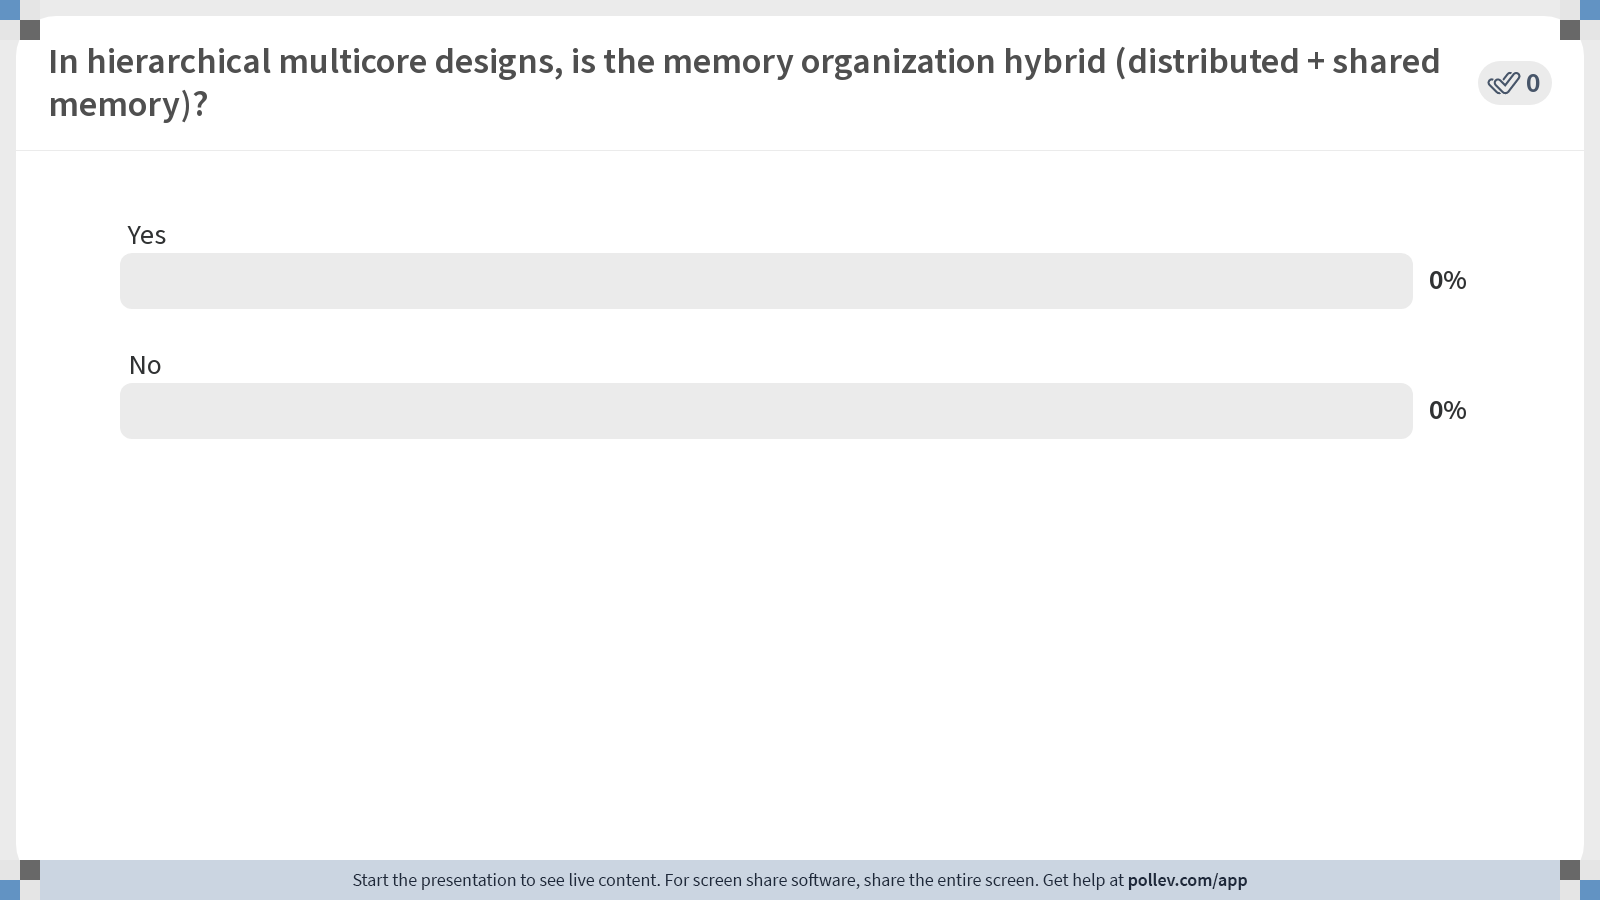 In hierarchical multicore designs, is the memory organization hybrid (distributed + shared
memory)?
0
Yes
0%
No
0%
Start the presentation to see live content. For screen share software, share the entire screen. Get help at pollev.com/app